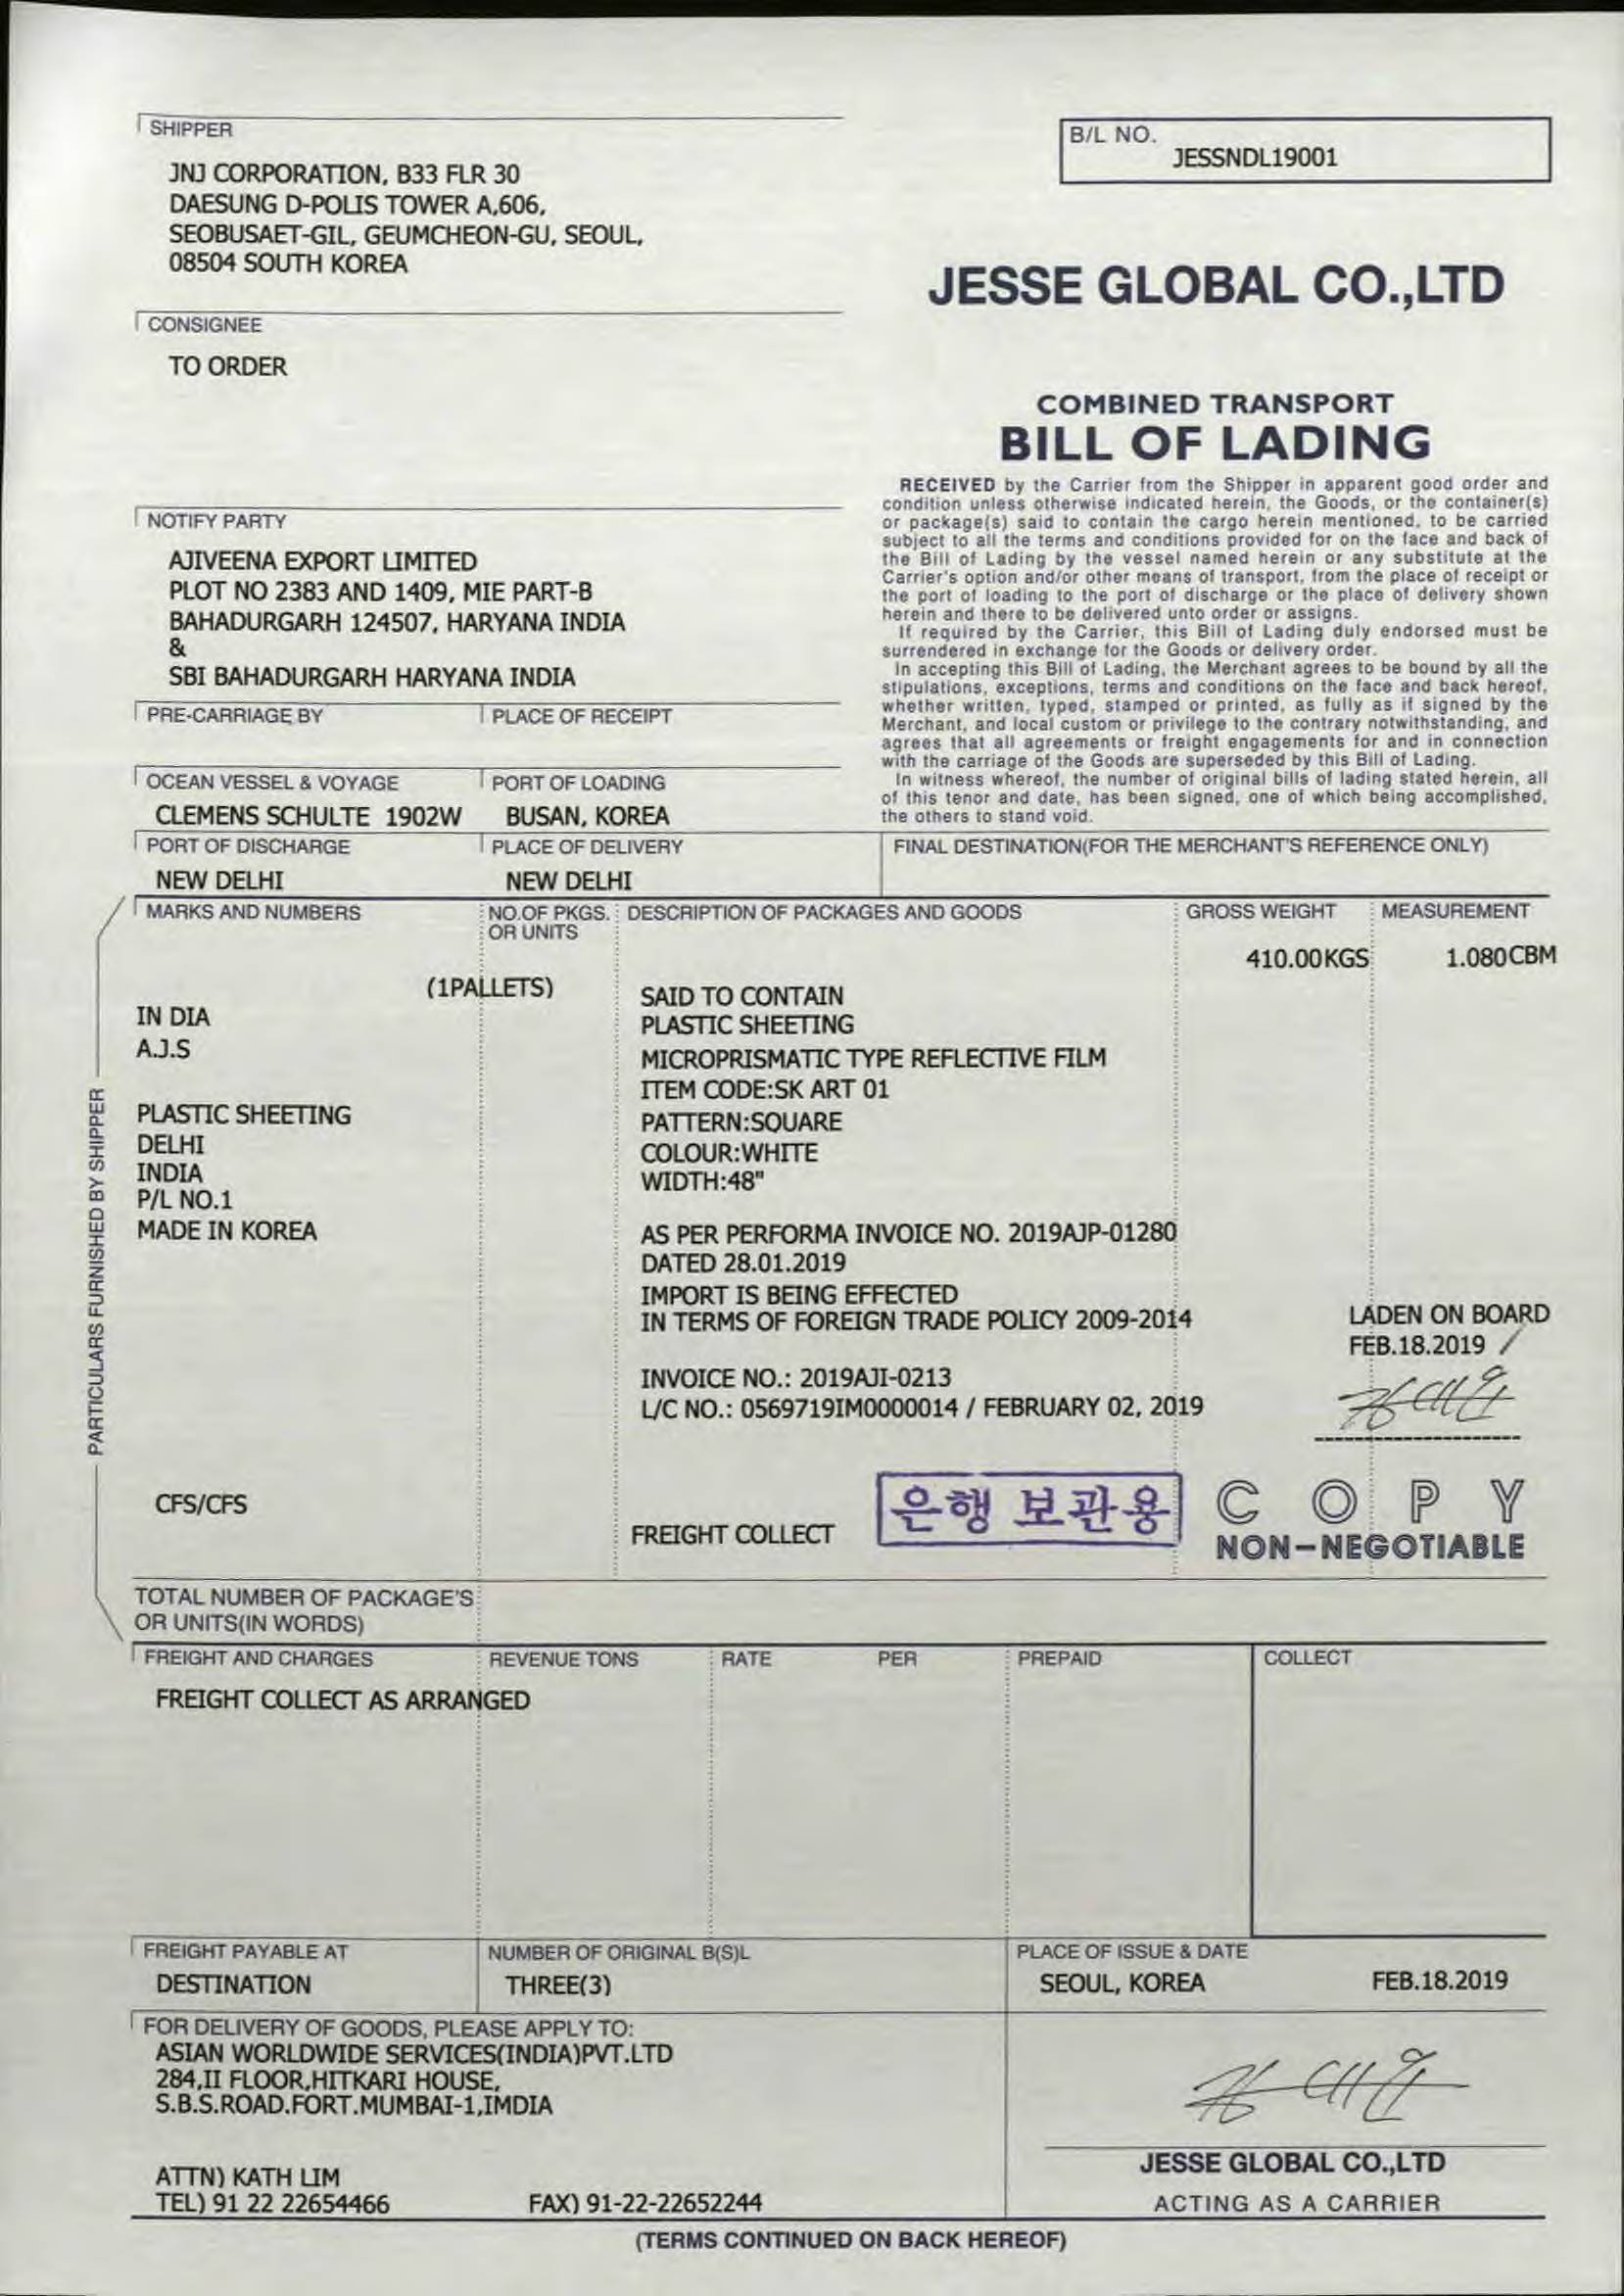 SHIPPER
JNJ CORPORATION, B33 FLR 30
DAESUNG D-POLIS TOWER A,606,
SEOBUSAET-GIL, GEUMCHEON-GU, SEOUL,
08504 SOUTH KOREA
B/L NO.
JESSNDL19001
JESSE GLOBAL CO.,LTD
CONSIGNEE
TO ORDER
COMBINED TRANSPORT
BILL OF LADING
RECEIVED by the Carrier from the Shipper in apparent good order and
condition unless otherwise indicated herein, the Goods, or the container(s)
or package(s) said to contain the cargo herein mentioned, to be carried
subject to all the terms and conditions provided for on the face and back of
the Bill of Lading by the vessel named herein or any substitute at the
Carrier's option and/or other means of transport, from the place of receipt or
the port of loading to the port of discharge or the place of delivery shown
herein and there to be delivered unto order or assigns.
If required by the Carrier, this Bill of Lading duly endorsed must be
surrendered in exchange for the Goods or delivery order.
In accepting this Bill of Lading, the Merchant agrees to be bound by all the
stipulations, exceptions, terms and conditions on the face and back hereof,
whether written, typed, stamped or printed, as fully as if signed by the
Merchant, and local custom or privilege to the contrary notwithstanding, and
agrees that all agreements or freight engagements for and in connection
with the carriage of the Goods are superseded by this Bill of Lading.
In witness whereof, the number of original bills of lading stated herein, all
of this tenor and date, has been signed, one of which being accomplished,
the others to stand void.
NOTIFY PARTY
AJIVEENA EXPORT LIMITED
PLOT NO 2383 AND 1409, MIE PART-B
BAHADURGARH 124507, HARYANA INDIA
&
SBI BAHADURGARH HARYANA INDIA
PRE-CARRIAGE BY PLACE OF RECEIPT
OCEAN VESSEL & VOYAGE PORT OF LOADING
CLEMENS SCHULTE 1902W BUSAN, KOREA
PORT OF DISCHARGE PLACE OF DELIVERY FINAL DESTINATION(FOR THE MERCHANT'S REFERENCE ONLY)
NEW DELHI NEW DELHI
PARTICULARS FURNISHED BY SHIPPER
MARKS AND NUMBERS NO.OF PKGS. DESCRIPTION OF PACKAGES AND GOODS GROSS WEIGHT MEASUREMENT
OR UNITS
410.00KGS 1.080CBM
(1PALLETS)
IN DIA
A.J.S
PLASTIC SHEETING
DELHI
INDIA
P/L NO.1
MADE IN KOREA
SAID TO CONTAIN
PLASTIC SHEETING
MICROPRISMATIC TYPE REFLECTIVE FILM
ITEM CODE:SK ART 01
PATTERN:SQUARE
COLOUR:WHITE
WIDTH:48"
AS PER PERFORMA INVOICE NO. 2019AJP-01280
DATED 28.01.2019
IMPORT IS BEING EFFECTED
IN TERMS OF FOREIGN TRADE POLICY 2009-2014
INVOICE NO.: 2019AJI-0213
L/C NO.: 0569719IM0000014 / FEBRUARY 02, 2019
LADEN ON BOARD
FEB.18.2019 /
CFS/CFS
FREIGHT COLLECT
은행 보관용
COPY
NON-NEGOTIABLE
TOTAL NUMBER OF PACKAGE'S
OR UNITS(IN WORDS)
FREIGHT AND CHARGES REVENUE TONS RATE PER PREPAID COLLECT
FREIGHT COLLECT AS ARRANGED
FREIGHT PAYABLE AT NUMBER OF ORIGINAL B(S)L PLACE OF ISSUE & DATE
DESTINATION THREE(3) SEOUL, KOREA FEB.18.2019
FOR DELIVERY OF GOODS, PLEASE APPLY TO:
ASIAN WORLDWIDE SERVICES(INDIA)PVT.LTD
284,II FLOOR,HITKARI HOUSE,
S.B.S.ROAD.FORT.MUMBAI-1,IMDIA
ATTN) KATH LIM
TEL) 91 22 22654466 FAX) 91-22-22652244
JESSE GLOBAL CO.,LTD
ACTING AS A CARRIER
(TERMS CONTINUED ON BACK HEREOF)